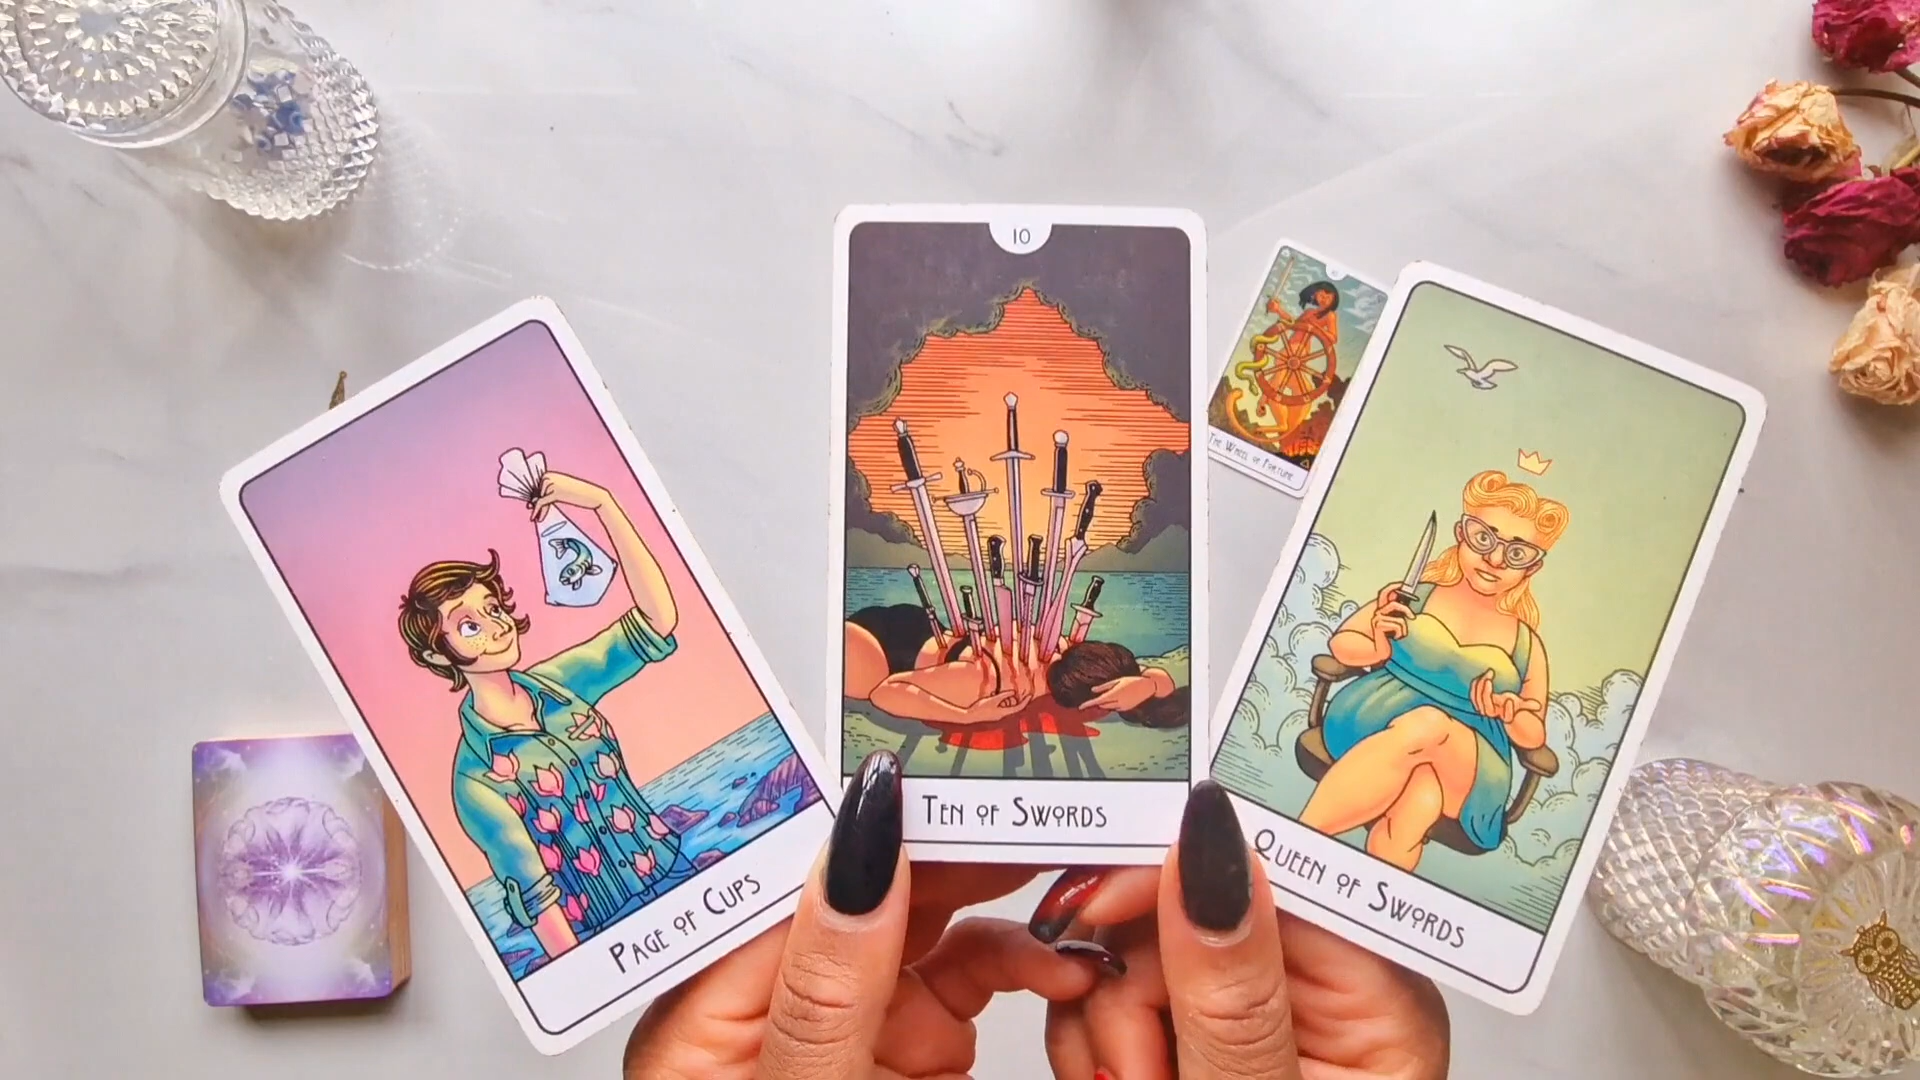 10
Page of Cups
Ten of Swords
The Wheel of Fortune
Queen of Swords